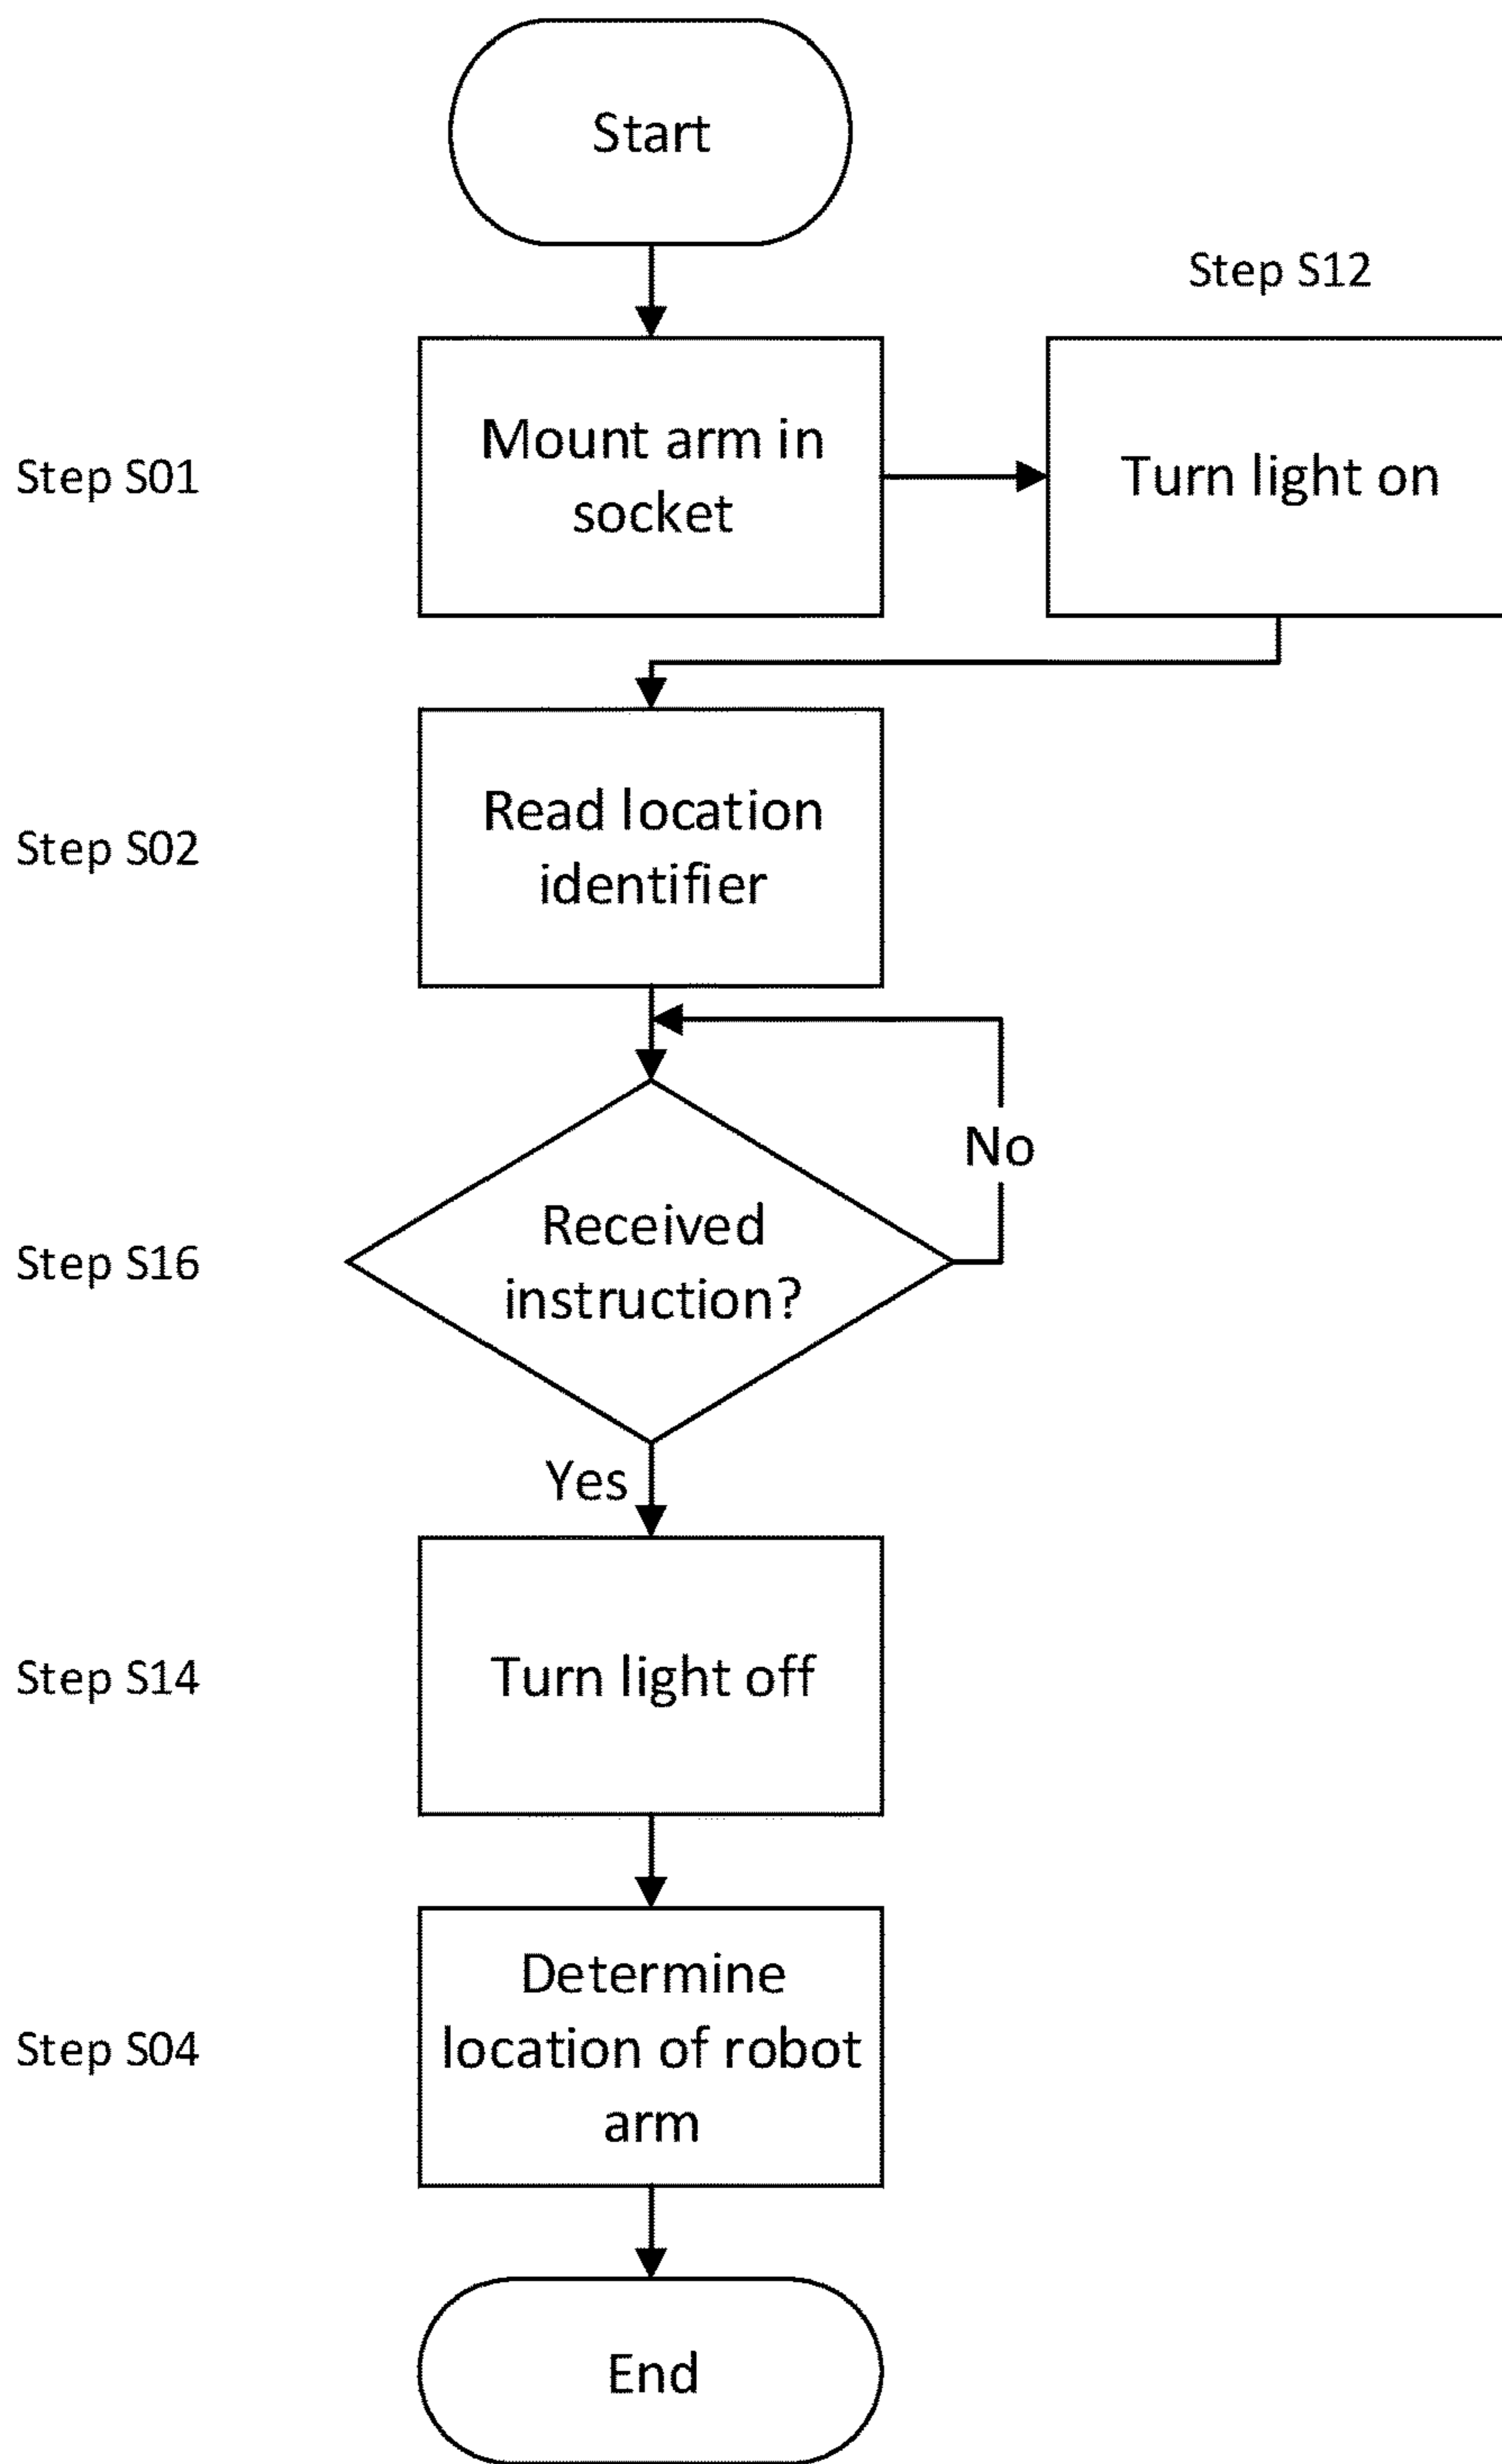 Start
Step S12
Step S01
Mount arm in
socket
Turn light on
Step S02
Read location
identifier
No
Step S16
Received
instruction?
Yes
Step S14
Turn light off
Step S04
Determine
location of robot
arm
End